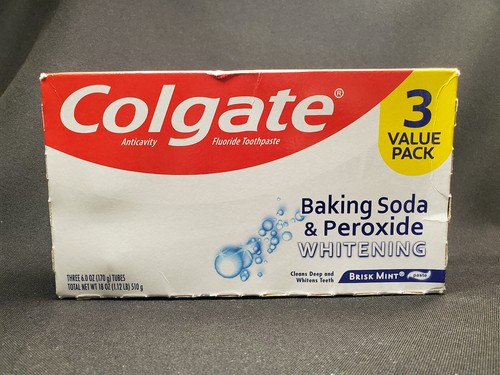 Colgate®
Anticavity Fluoride Toothpaste
3
VALUE
PACK
Baking Soda
& Peroxide
WHITENING
Cleans Deep and
Whitens Teeth
BRISK MINT® paste
THREE 6.0 OZ (170 g) TUBES
TOTAL NET WT 18 OZ (1.12 LB) 510 g